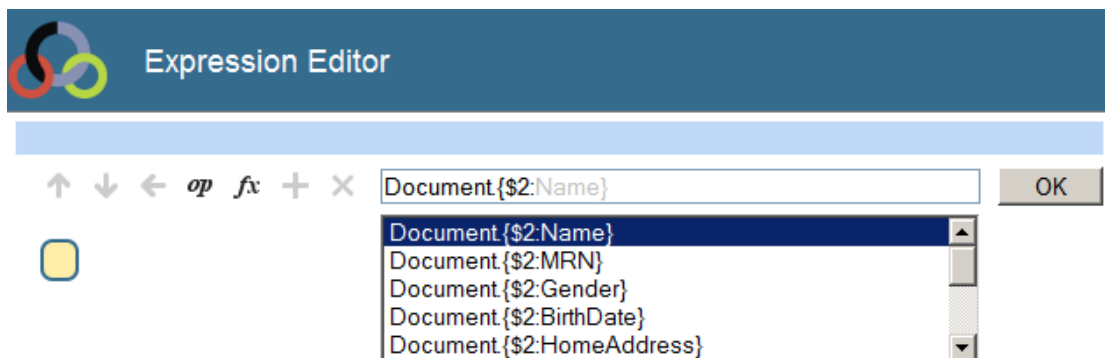 Expression Editor
op fx Document.{$2:Name} OK
Document.{$2:Name}
Document.{$2:MRN}
Document.{$2:Gender}
Document.{$2:BirthDate}
Document.{$2:HomeAddress}